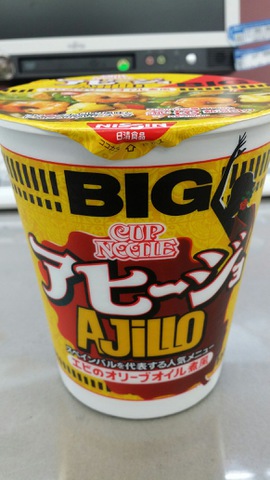 NISSIN
日清食品
BIG
CUP
NOODLE
アヒージョ
AJILLO
スペインバルを代表する人気メニュー
エビのオリーブオイル煮風